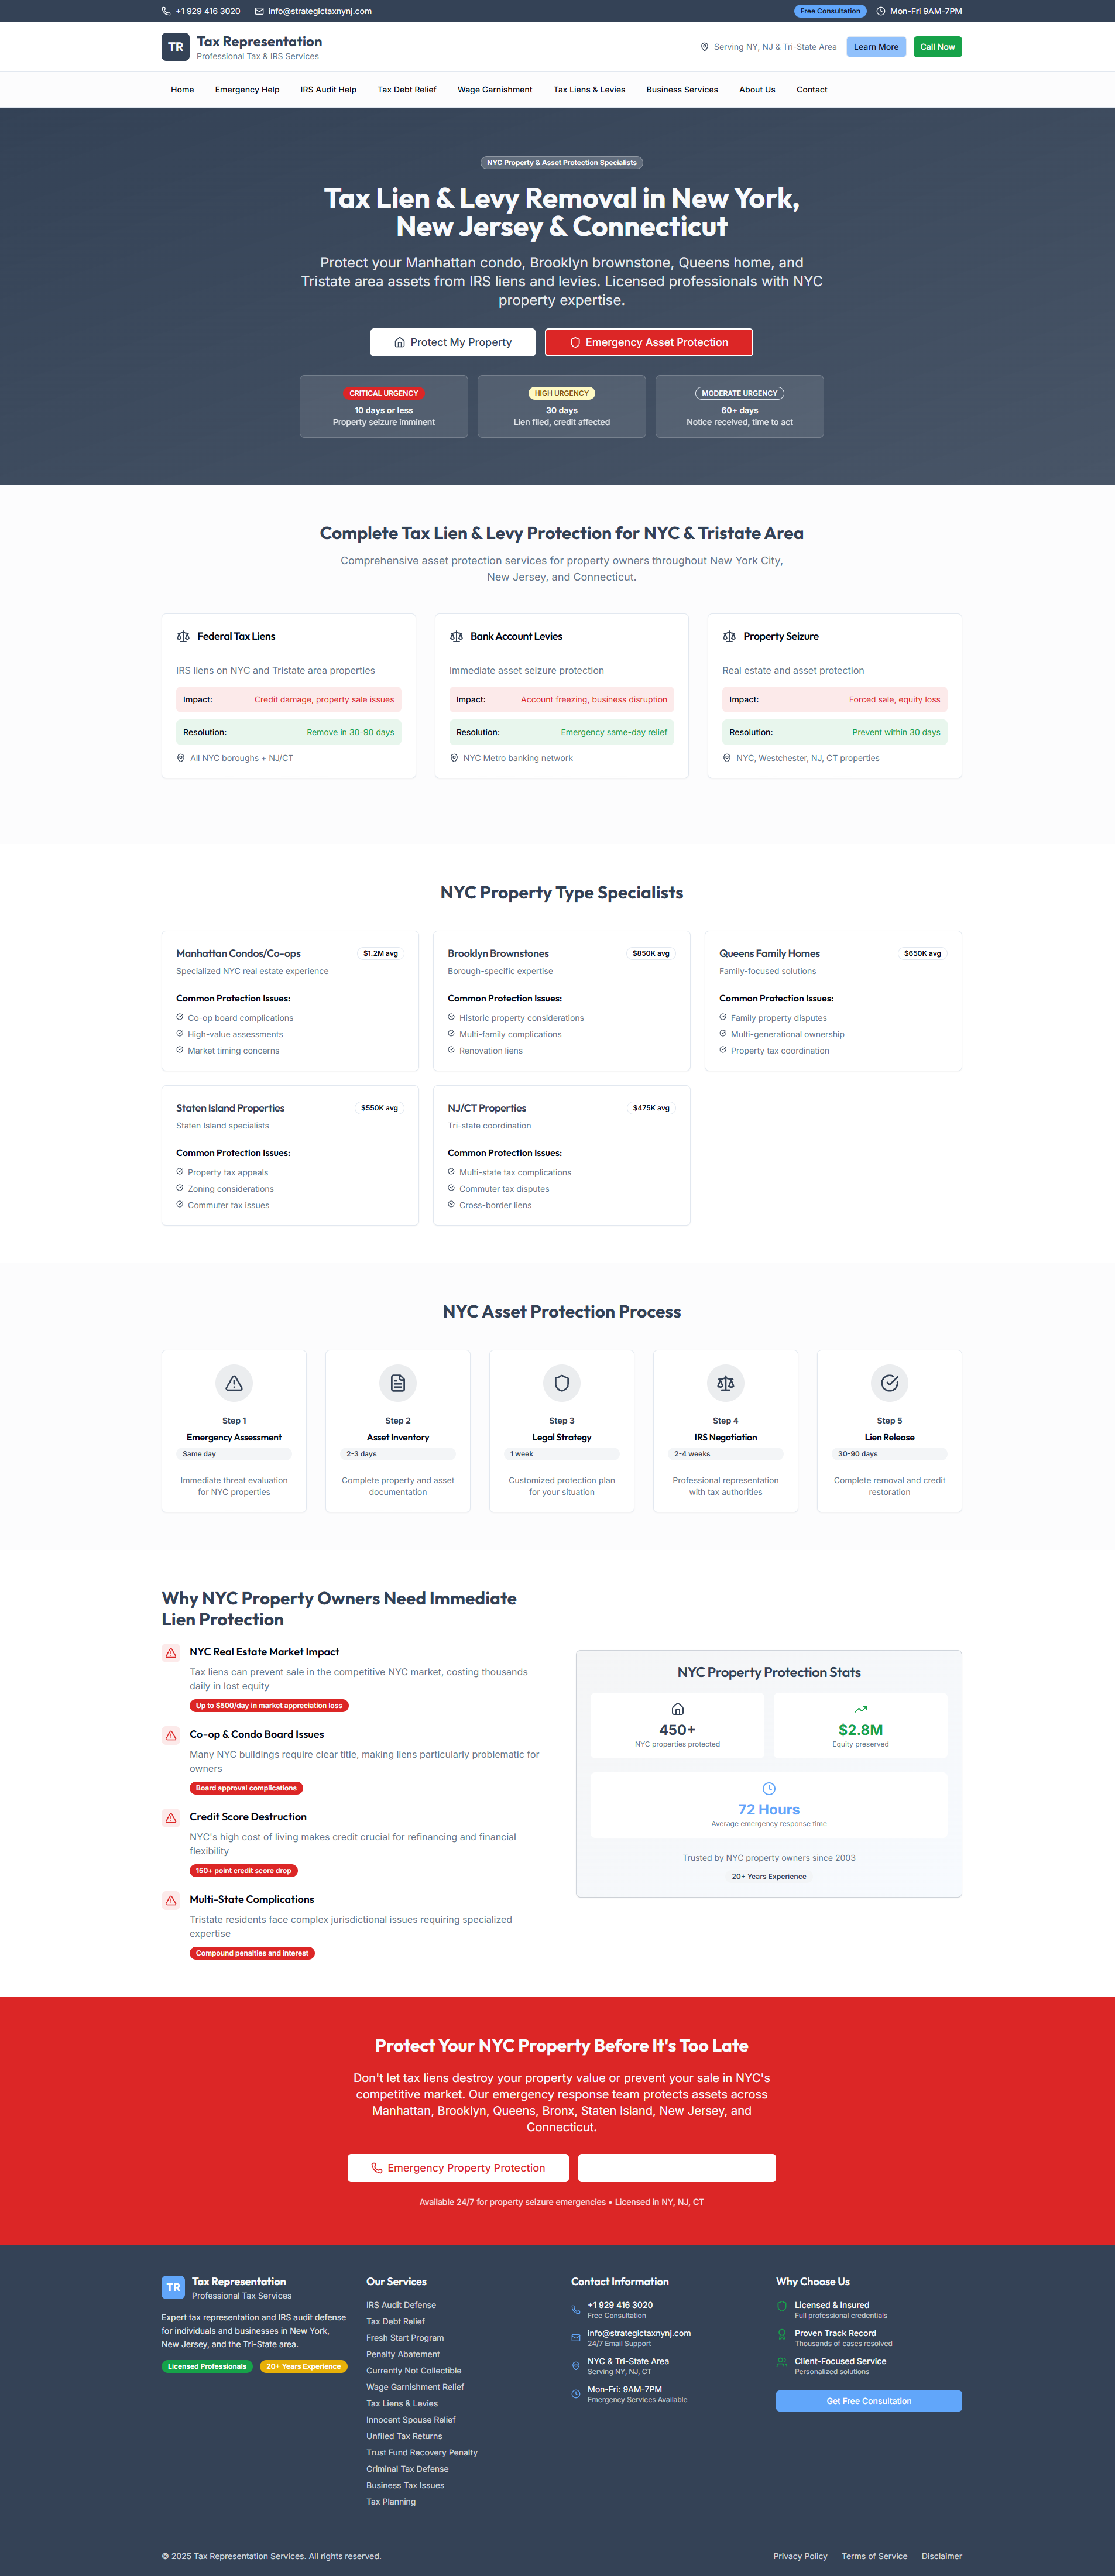 +1 929 416 3020
info@strategictaxnynj.com
Free Consultation
Mon-Fri 9AM-7PM
TR
Tax Representation
Professional Tax & IRS Services
Serving NY, NJ & Tri-State Area
Learn More
Call Now
Home
Emergency Help
IRS Audit Help
Tax Debt Relief
Wage Garnishment
Tax Liens & Levies
Business Services
About Us
Contact
NYC Property & Asset Protection Specialists
Tax Lien & Levy Removal in New York,
New Jersey & Connecticut
Protect your Manhattan condo, Brooklyn brownstone, Queens home, and
Tristate area assets from IRS liens and levies. Licensed professionals with NYC
property expertise.
Protect My Property
Emergency Asset Protection
CRITICAL URGENCY
10 days or less
Property seizure imminent
HIGH URGENCY
30 days
Lien filed, credit affected
MODERATE URGENCY
60+ days
Notice received, time to act
Complete Tax Lien & Levy Protection for NYC & Tristate Area
Comprehensive asset protection services for property owners throughout New York City,
New Jersey, and Connecticut.
Federal Tax Liens
IRS liens on NYC and Tristate area properties
Impact: Credit damage, property sale issues
Resolution: Remove in 30-90 days
All NYC boroughs + NJ/CT
Bank Account Levies
Immediate asset seizure protection
Impact: Account freezing, business disruption
Resolution: Emergency same-day relief
NYC Metro banking network
Property Seizure
Real estate and asset protection
Impact: Forced sale, equity loss
Resolution: Prevent within 30 days
NYC, Westchester, NJ, CT properties
NYC Property Type Specialists
Manhattan Condos/Co-ops
$1.2M avg
Specialized NYC real estate experience
Common Protection Issues:
Co-op board complications
High-value assessments
Market timing concerns
Brooklyn Brownstones
$850K avg
Borough-specific expertise
Common Protection Issues:
Historic property considerations
Multi-family complications
Renovation liens
Queens Family Homes
$650K avg
Family-focused solutions
Common Protection Issues:
Family property disputes
Multi-generational ownership
Property tax coordination
Staten Island Properties
$550K avg
Staten Island specialists
Common Protection Issues:
Property tax appeals
Zoning considerations
Commuter tax issues
NJ/CT Properties
$475K avg
Tri-state coordination
Common Protection Issues:
Multi-state tax complications
Commuter tax disputes
Cross-border liens
NYC Asset Protection Process
Step 1
Emergency Assessment
Same day
Immediate threat evaluation
for NYC properties
Step 2
Asset Inventory
2-3 days
Complete property and asset
documentation
Step 3
Legal Strategy
1 week
Customized protection plan
for your situation
Step 4
IRS Negotiation
2-4 weeks
Professional representation
with tax authorities
Step 5
Lien Release
30-90 days
Complete removal and credit
restoration
Why NYC Property Owners Need Immediate
Lien Protection
NYC Real Estate Market Impact
Tax liens can prevent sale in the competitive NYC market, costing thousands
daily in lost equity
Up to $500/day in market appreciation loss
Co-op & Condo Board Issues
Many NYC buildings require clear title, making liens particularly problematic for
owners
Board approval complications
Credit Score Destruction
NYC's high cost of living makes credit crucial for refinancing and financial
flexibility
150+ point credit score drop
Multi-State Complications
Tristate residents face complex jurisdictional issues requiring specialized
expertise
Compound penalties and interest
NYC Property Protection Stats
450+
NYC properties protected
$2.8M
Equity preserved
72 Hours
Average emergency response time
Trusted by NYC property owners since 2003
20+ Years Experience
Protect Your NYC Property Before It's Too Late
Don't let tax liens destroy your property value or prevent your sale in NYC's
competitive market. Our emergency response team protects assets across
Manhattan, Brooklyn, Queens, Bronx, Staten Island, New Jersey, and
Connecticut.
Emergency Property Protection
Available 24/7 for property seizure emergencies • Licensed in NY, NJ, CT
TR
Tax Representation
Professional Tax Services
Expert tax representation and IRS audit defense
for individuals and businesses in New York,
New Jersey, and the Tri-State area.
Licensed Professionals
20+ Years Experience
Our Services
IRS Audit Defense
Tax Debt Relief
Fresh Start Program
Penalty Abatement
Currently Not Collectible
Wage Garnishment Relief
Tax Liens & Levies
Innocent Spouse Relief
Unfiled Tax Returns
Trust Fund Recovery Penalty
Criminal Tax Defense
Business Tax Issues
Tax Planning
Contact Information
+1 929 416 3020
Free Consultation
info@strategictaxnynj.com
24/7 Email Support
NYC & Tri-State Area
Serving NY, NJ, CT
Mon-Fri: 9AM-7PM
Emergency Services Available
Why Choose Us
Licensed & Insured
Full professional credentials
Proven Track Record
Thousands of cases resolved
Client-Focused Service
Personalized solutions
Get Free Consultation
© 2025 Tax Representation Services. All rights reserved.
Privacy Policy
Terms of Service
Disclaimer